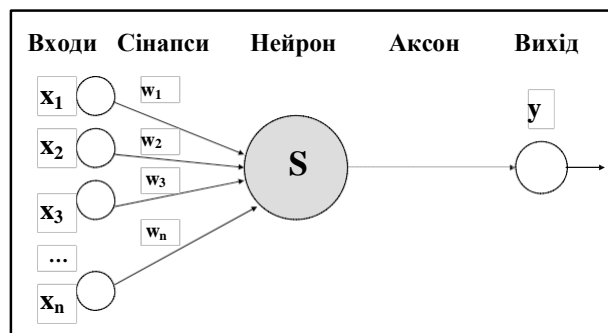 Входи Сінапси Нейрон Аксон Вихід
x₁ w₁ y
x₂ w₂ S
x₃ w₃
... wₙ
xₙ